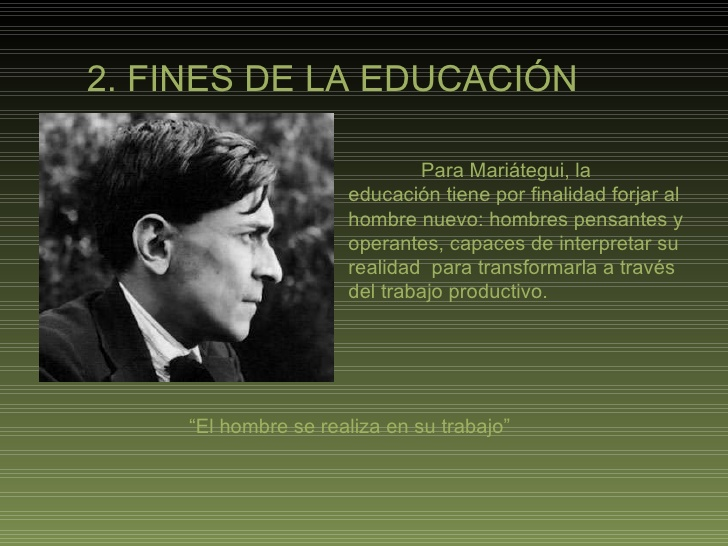 2. FINES DE LA EDUCACIÓN
Para Mariátegui, la
educación tiene por finalidad forjar al
hombre nuevo: hombres pensantes y
operantes, capaces de interpretar su
realidad  para transformarla a través
del trabajo productivo.
“El hombre se realiza en su trabajo”